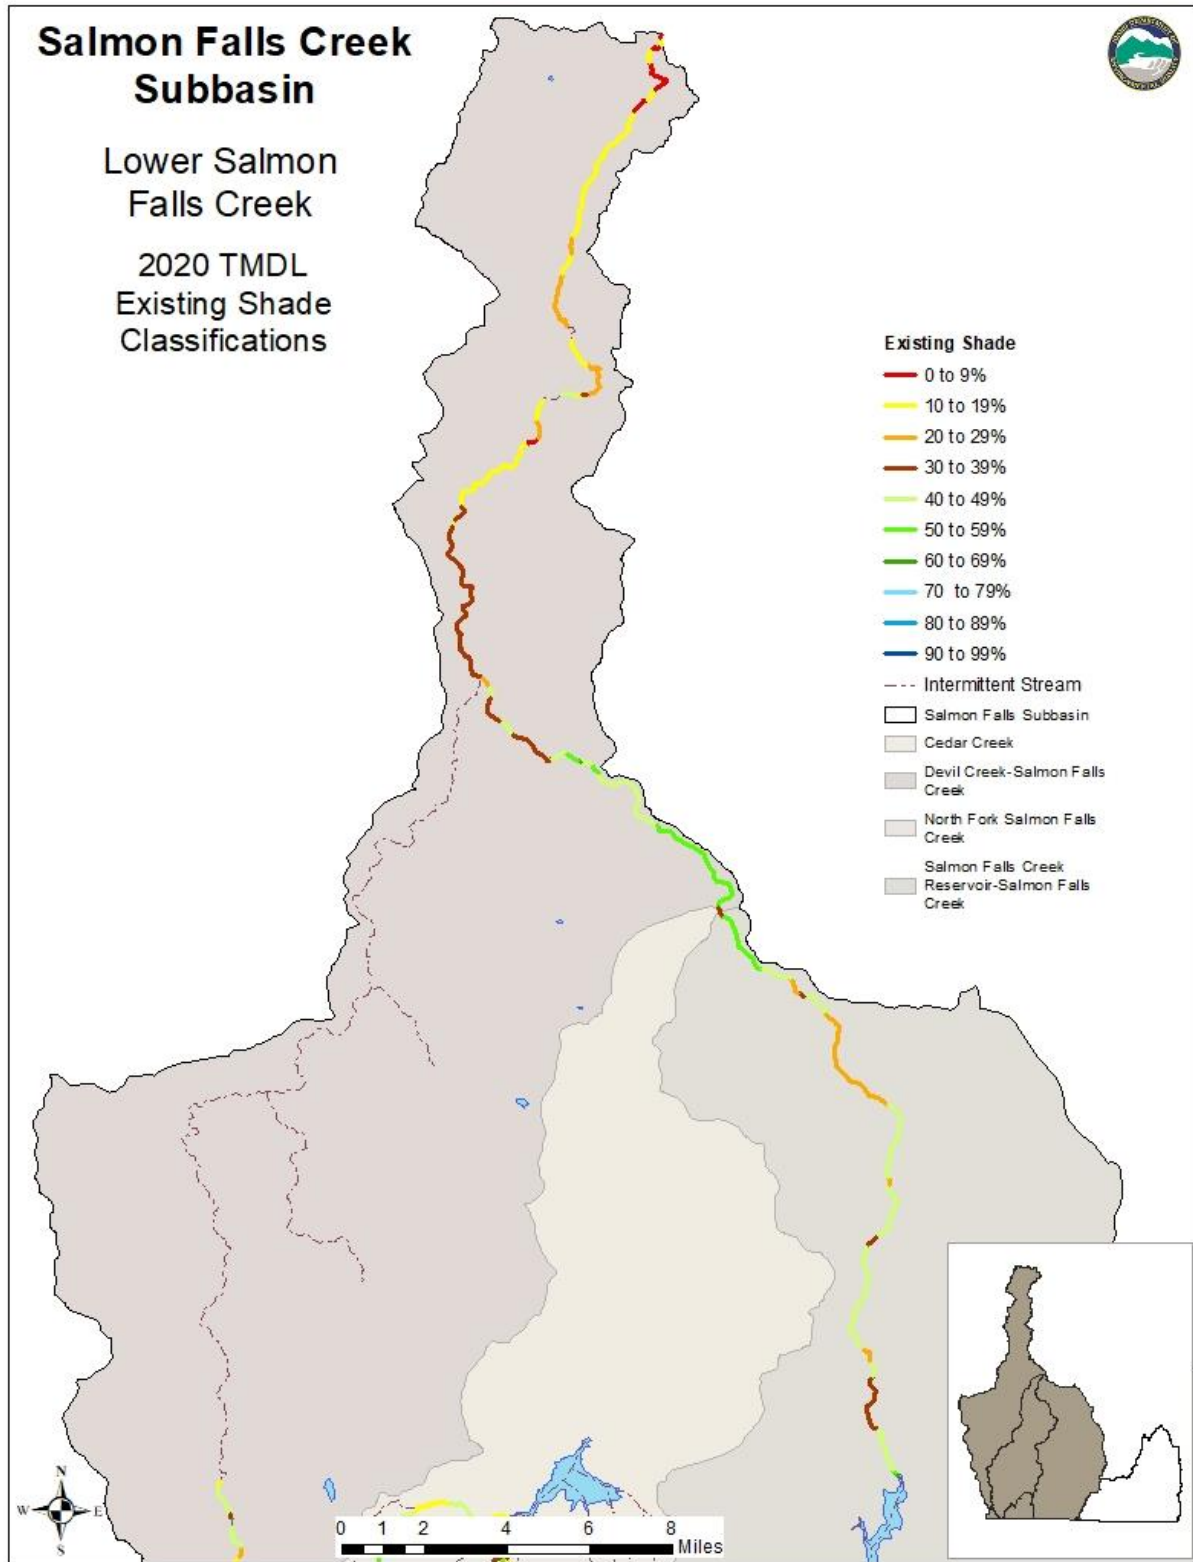 Salmon Falls Creek
Subbasin
Lower Salmon
Falls Creek
2020 TMDL
Existing Shade
Classifications
Existing Shade
0 to 9%
10 to 19%
20 to 29%
30 to 39%
40 to 49%
50 to 59%
60 to 69%
70 to 79%
80 to 89%
90 to 99%
Intermittent Stream
Salmon Falls Subbasin
Cedar Creek
Devil Creek-Salmon Falls
Creek
North Fork Salmon Falls
Creek
Salmon Falls Creek
Reservoir-Salmon Falls
Creek
N
W E
S
0 1 2 4 6 8
Miles